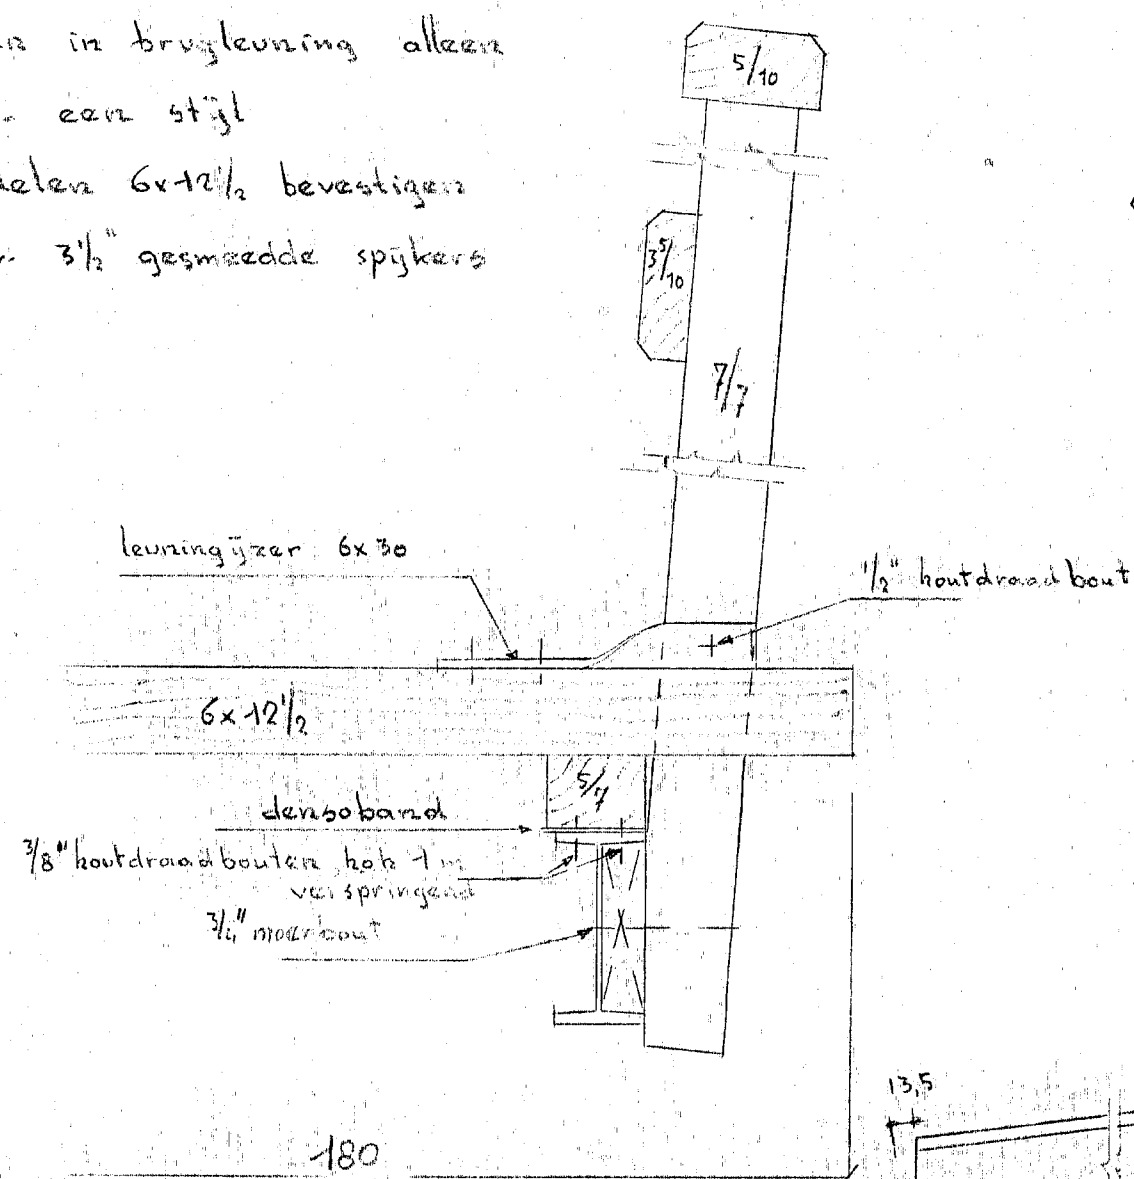 in brugleuning alleen
een stijl
delen 6x12½ bevestigen
3½" gesmeedde spijkers
5/10
3 5/10
7/7
leuningijzer 6x30
½" houtdraadbout
6x12½
5/7
densoband
3/8" houtdraadbouten hoh 1 m
verspringend
¾" moerbout
13,5
180